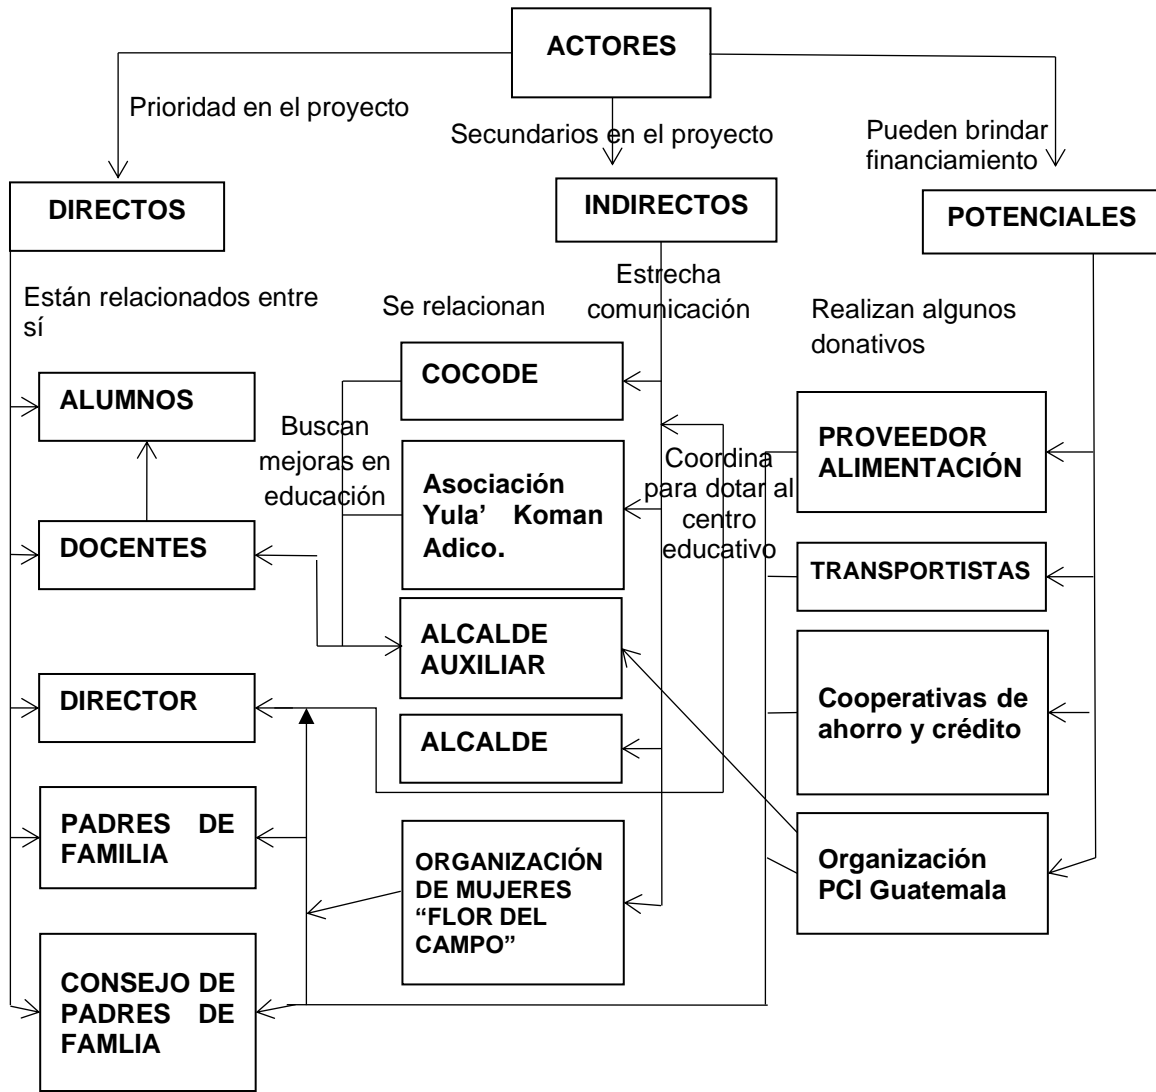 ACTORES
Prioridad en el proyecto
Secundarios en el proyecto
Pueden brindar
financiamiento
DIRECTOS
INDIRECTOS
POTENCIALES
Están relacionados entre
sí
Se relacionan
Estrecha
comunicación
Realizan algunos
donativos
ALUMNOS
DOCENTES
DIRECTOR
PADRES DE
FAMILIA
CONSEJO DE
PADRES DE
FAMLIA
Buscan
mejoras en
educación
COCODE
Asociación
Yula’ Koman
Adico.
ALCALDE
AUXILIAR
ALCALDE
ORGANIZACIÓN
DE MUJERES
“FLOR DEL
CAMPO”
Coordina
para dotar al
centro
educativo
PROVEEDOR
ALIMENTACIÓN
TRANSPORTISTAS
Cooperativas de
ahorro y crédito
Organización
PCI Guatemala